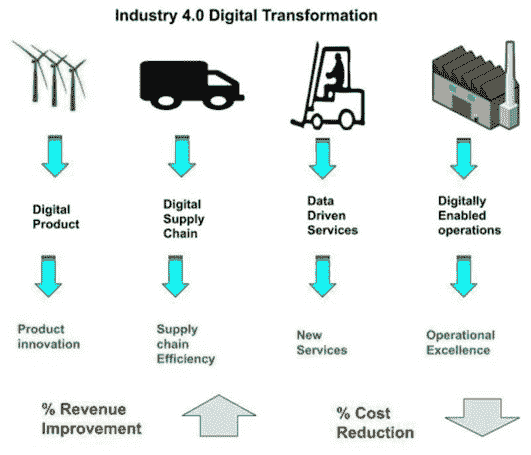 Industry 4.0 Digital Transformation
Digital
Product
Digital
Supply
Chain
Data
Driven
Services
Digitally
Enabled
operations
Product
innovation
Supply
chain
Efficiency
New
Services
Operational
Excellence
% Revenue
Improvement
% Cost
Reduction